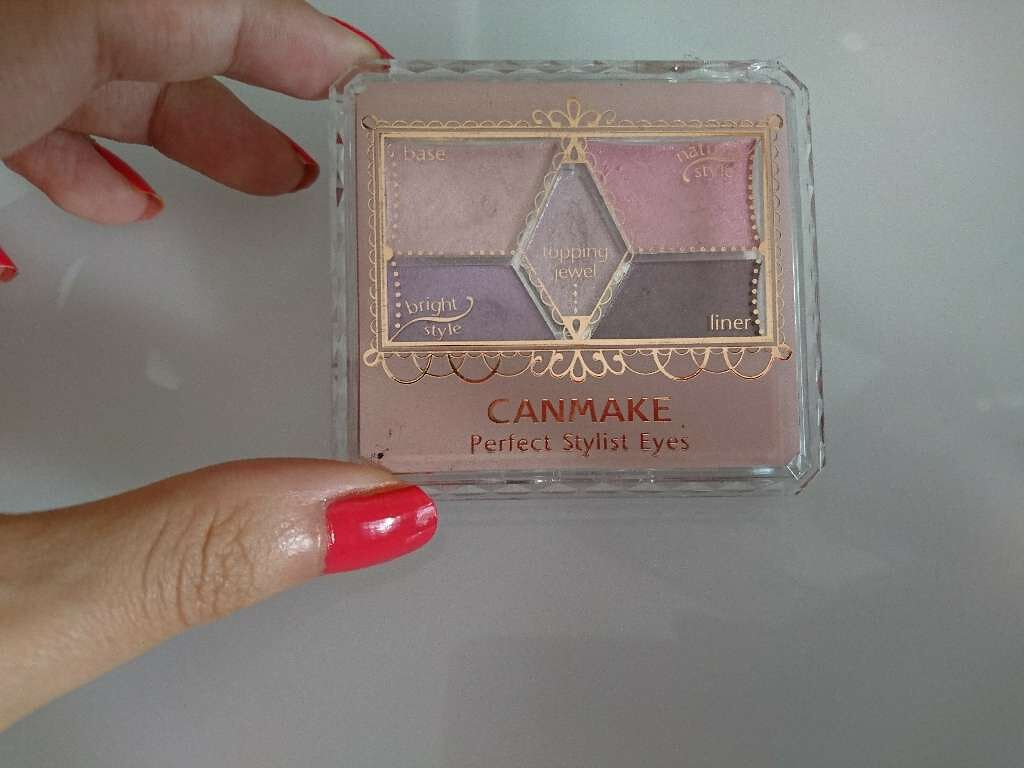 base
natural
style
topping
jewel
bright
style
liner
CANMAKE
Perfect Stylist Eyes